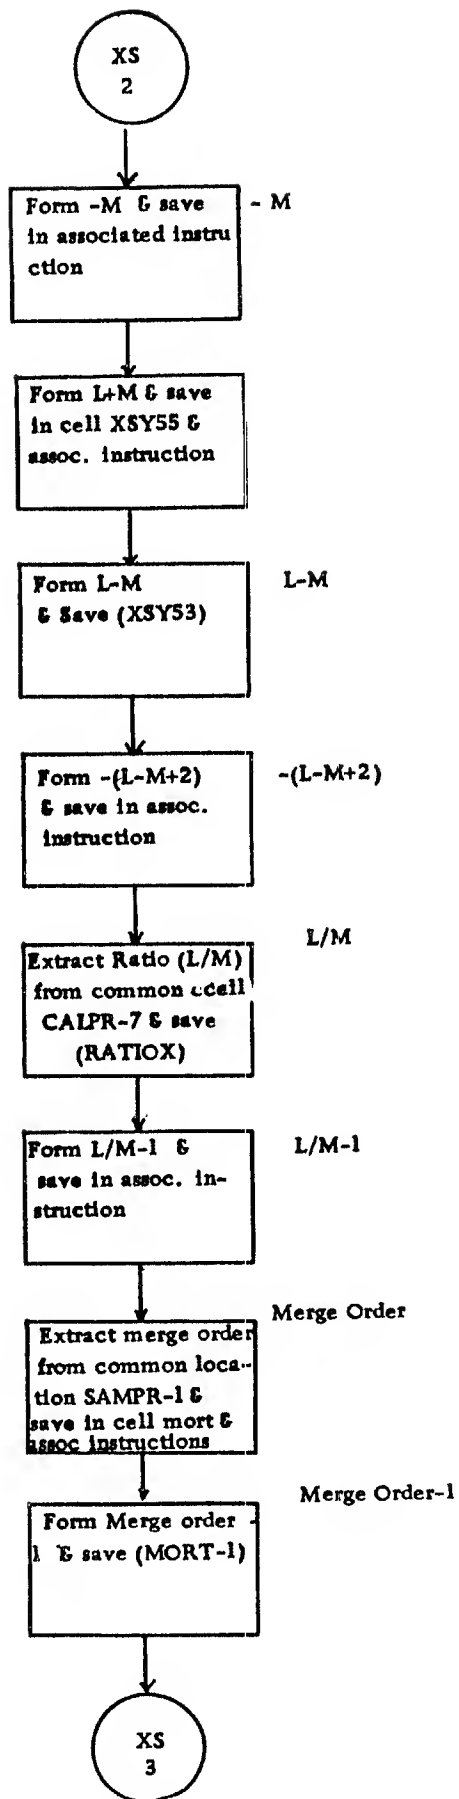 XS
2
Form -M & save
in associated instru
ction
- M
Form L+M & save
in cell XSY55 &
assoc. instruction
Form L-M
& Save (XSY53)
L-M
Form -(L-M+2)
& save in assoc.
instruction
-(L-M+2)
Extract Ratio (L/M)
from common ccell
CALPR-7 & save
(RATIOX)
L/M
Form L/M-1 &
save in assoc. in-
struction
L/M-1
Extract merge order
from common loca-
tion SAMPR-1 &
save in cell mort &
assoc instructions
Merge Order
Form Merge order -
1 & save (MORT-1)
Merge Order-1
XS
3